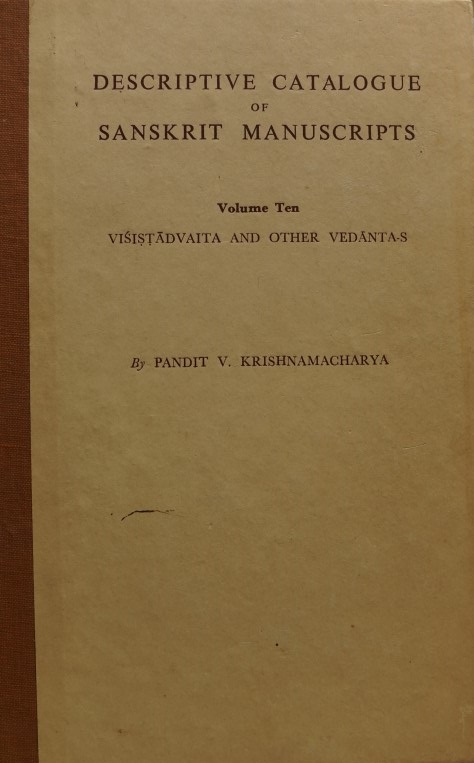 DESCRIPTIVE CATALOGUE
OF
SANSKRIT MANUSCRIPTS
Volume Ten
VIŚIṢṬĀDVAITA AND OTHER VEDĀNTA-S
By PANDIT V. KRISHNAMACHARYA